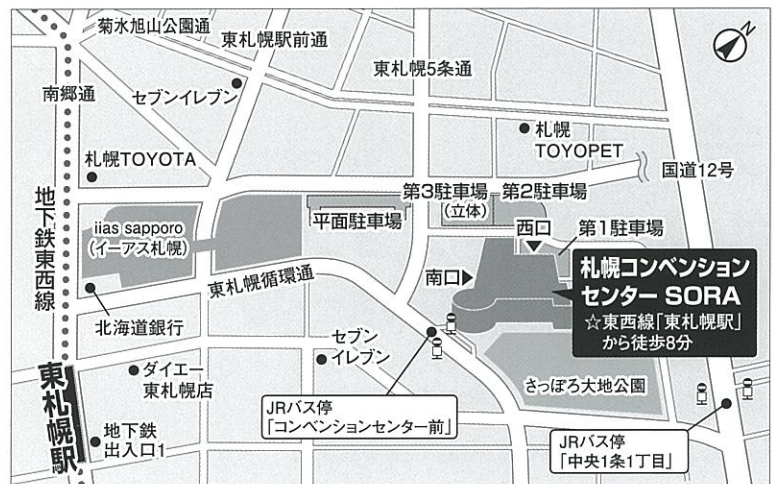 菊水旭山公園通
東札幌駅前通
N
南郷通
セブンイレブン
東札幌5条通
札幌
TOYOPET
札幌TOYOTA
国道12号
地下鉄東西線
iias sapporo
(イーアス札幌)
平面駐車場
第3駐車場
(立体)
第2駐車場
西口
第1駐車場
南口
東札幌循環通
札幌コンベンション
センター SORA
☆東西線「東札幌駅」
から徒歩8分
北海道銀行
セブン
イレブン
ダイエー
東札幌店
さっぽろ大地公園
東札幌駅
JRバス停
「コンベンションセンター前」
地下鉄
出入口1
JRバス停
「中央1条1丁目」